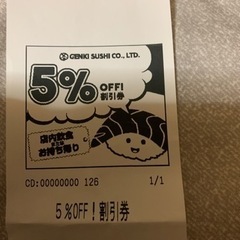 GENKI SUSHI CO., LTD.
5% OFF!
割引券
店内飲食
お持ち帰り
CD:00000000 126 1/1
5%OFF!割引券